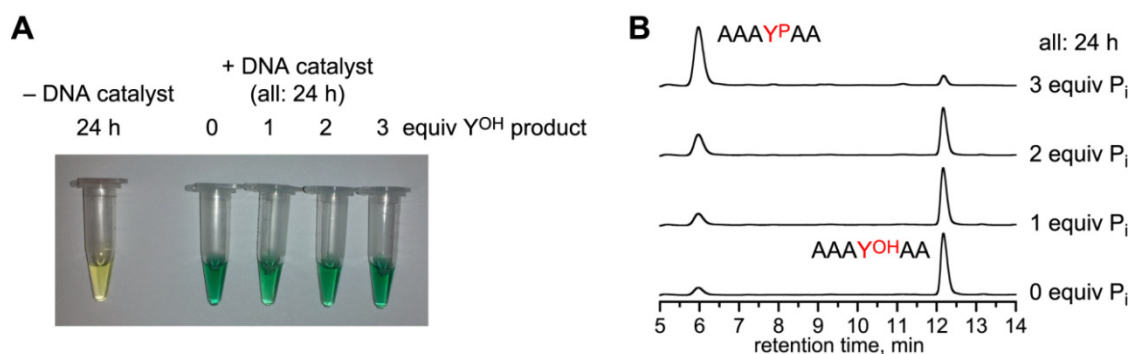 A
– DNA catalyst
24 h
+ DNA catalyst
(all: 24 h)
0 1 2 3 equiv Yᴼᴴ product
B
AAAYᴾAA
all: 24 h
3 equiv Pᵢ
2 equiv Pᵢ
1 equiv Pᵢ
AAAYᴼᴴAA
0 equiv Pᵢ
5 6 7 8 9 10 11 12 13 14
retention time, min